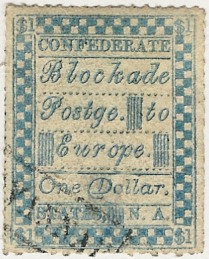 $1 $1
CONFEDERATE
Blockade
Postge. to
Europe
One Dollar.
STATES N. A.
$1 $1